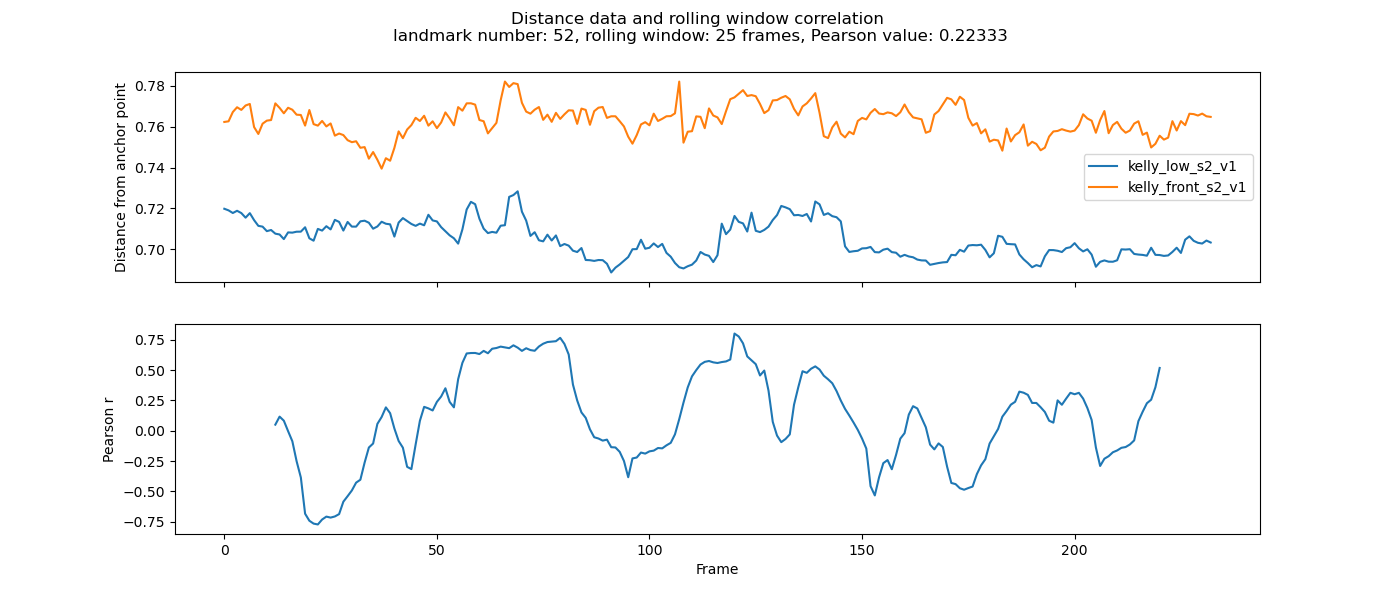 Distance data and rolling window correlation
landmark number: 52, rolling window: 25 frames, Pearson value: 0.22333
0.78
0.76
0.74
0.72
0.70
Distance from anchor point
kelly_low_s2_v1
kelly_front_s2_v1
0.75
0.50
0.25
0.00
−0.25
−0.50
−0.75
Pearson r
0 50 100 150 200
Frame